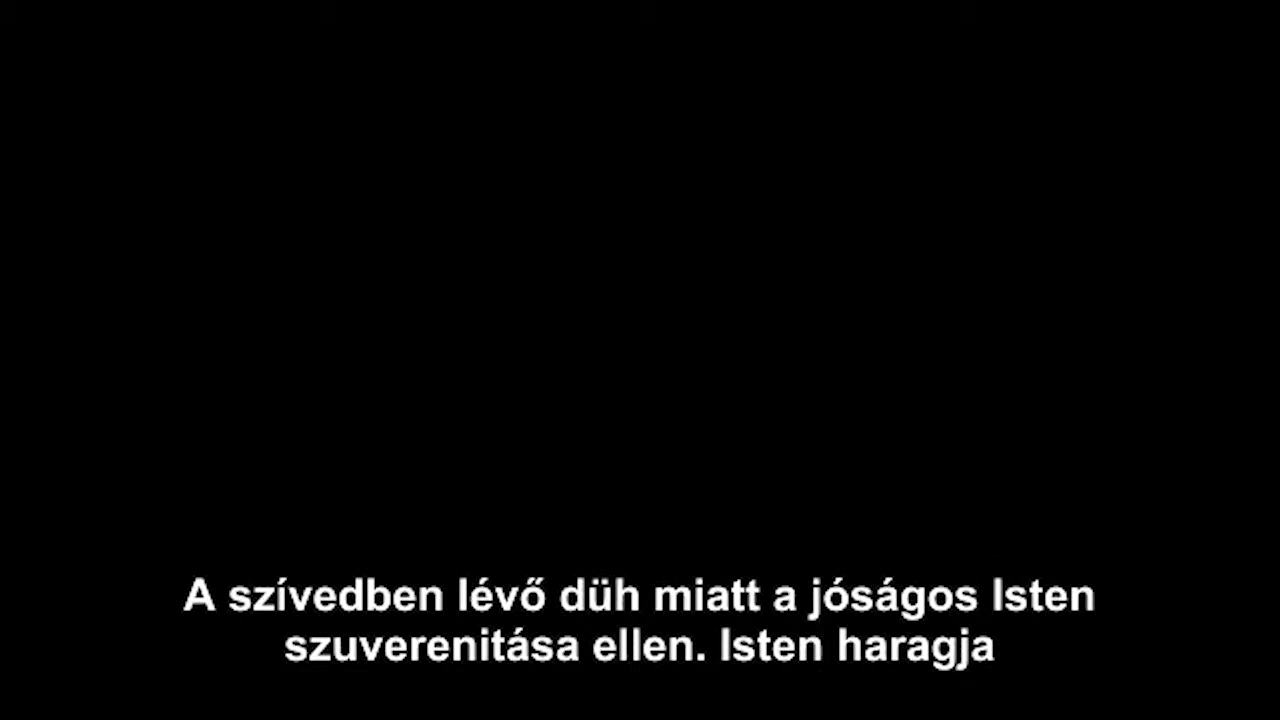 A szívedben lévő düh miatt a jóságos Isten
szuverenitása ellen. Isten haragja